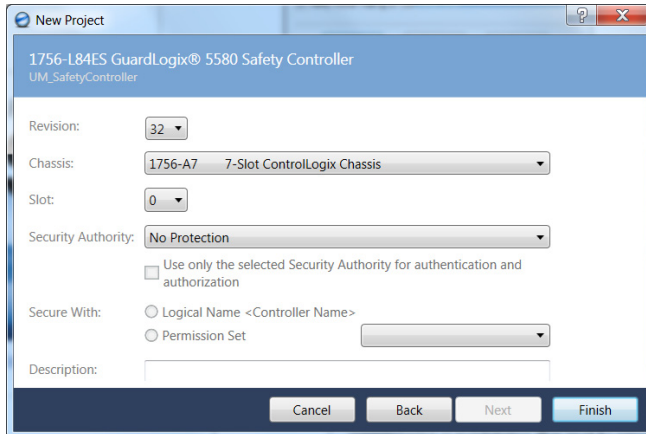 New Project
1756-L84ES GuardLogix® 5580 Safety Controller
UM_SafetyController
Revision:
32
Chassis:
1756-A7 7-Slot ControlLogix Chassis
Slot:
0
Security Authority:
No Protection
Use only the selected Security Authority for authentication and
authorization
Secure With:
Logical Name <Controller Name>
Permission Set
Description:
Cancel
Back
Next
Finish